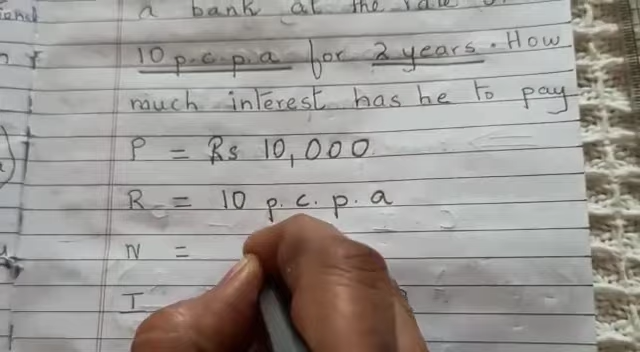 a bank at the rate
10 p.c.p.a for 2 years. How
much interest has he to pay
P = Rs 10,000
R = 10 p.c.p.a
N =
I